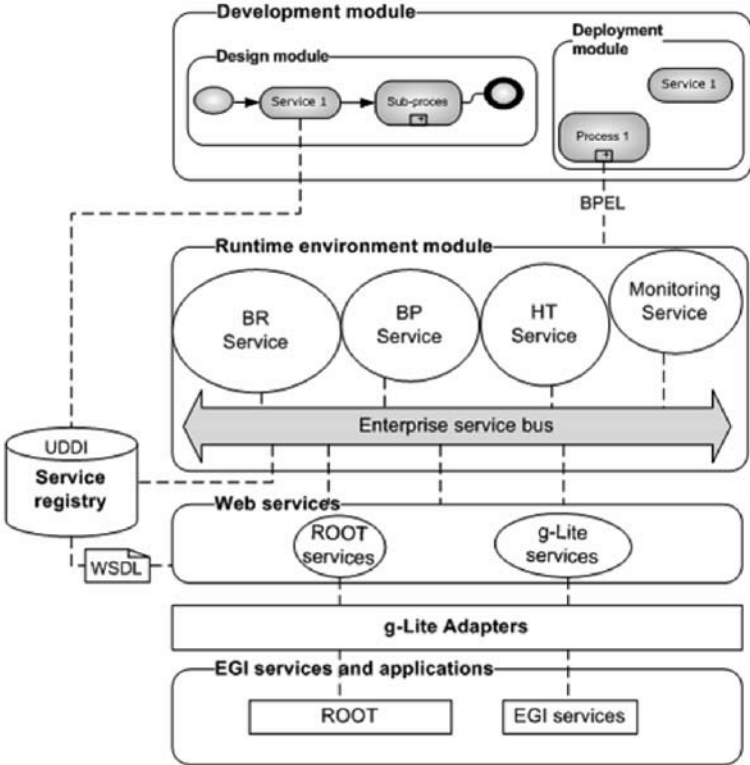 Development module
Design module
Service 1
Sub-proces
Deployment
module
Service 1
Process 1
BPEL
Runtime environment module
BR
Service
BP
Service
HT
Service
Monitoring
Service
Enterprise service bus
UDDI
Service
registry
WSDL
Web services
ROOT
services
g-Lite
services
g-Lite Adapters
EGI services and applications
ROOT
EGI services